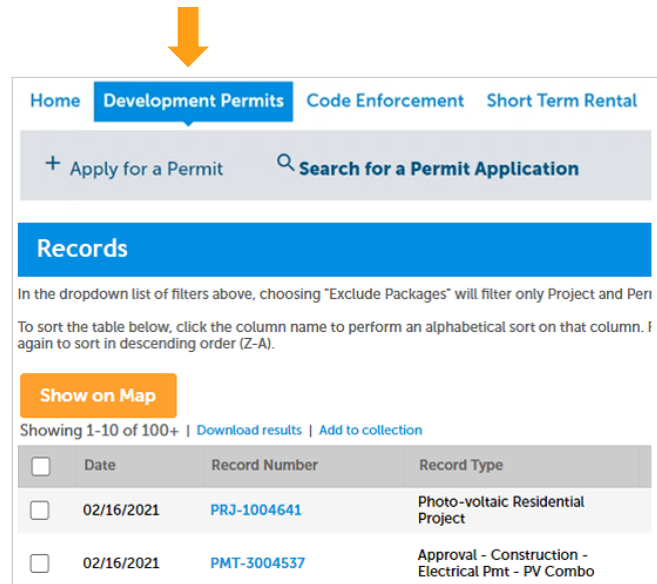 Home Development Permits Code Enforcement Short Term Rental
+ Apply for a Permit Search for a Permit Application
Records
In the dropdown list of filters above, choosing "Exclude Packages" will filter only Project and
To sort the table below, click the column name to perform an alphabetical sort on that column.
again to sort in descending order (Z-A).
Show on Map
Showing 1-10 of 100+ | Download results | Add to collection
Date Record Number Record Type
02/16/2021 PRJ-1004641 Photo-voltaic Residential
Project
02/16/2021 PMT-3004537 Approval - Construction -
Electrical Pmt - PV Combo